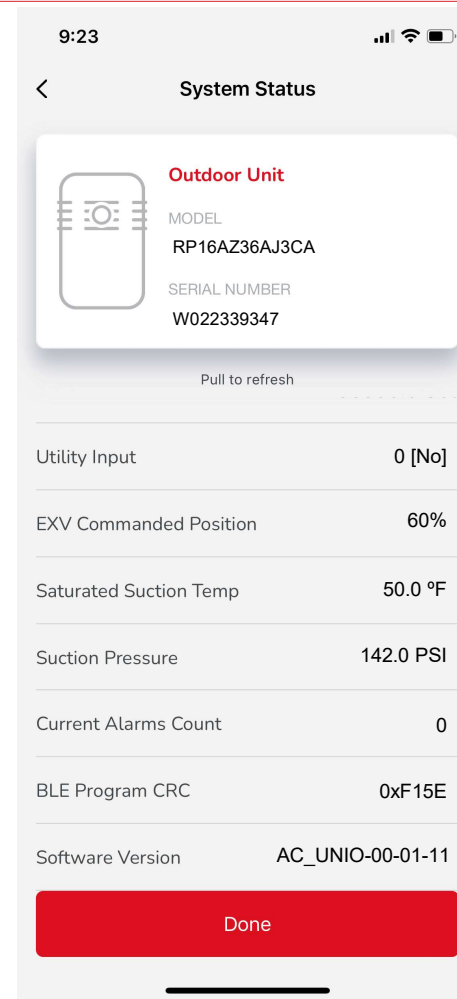 9:23
System Status
Outdoor Unit
MODEL
RP16AZ36AJ3CA
SERIAL NUMBER
W022339347
Pull to refresh
Utility Input 0 [No]
EXV Commanded Position 60%
Saturated Suction Temp 50.0 ºF
Suction Pressure 142.0 PSI
Current Alarms Count 0
BLE Program CRC 0xF15E
Software Version AC_UNIO-00-01-11
Done